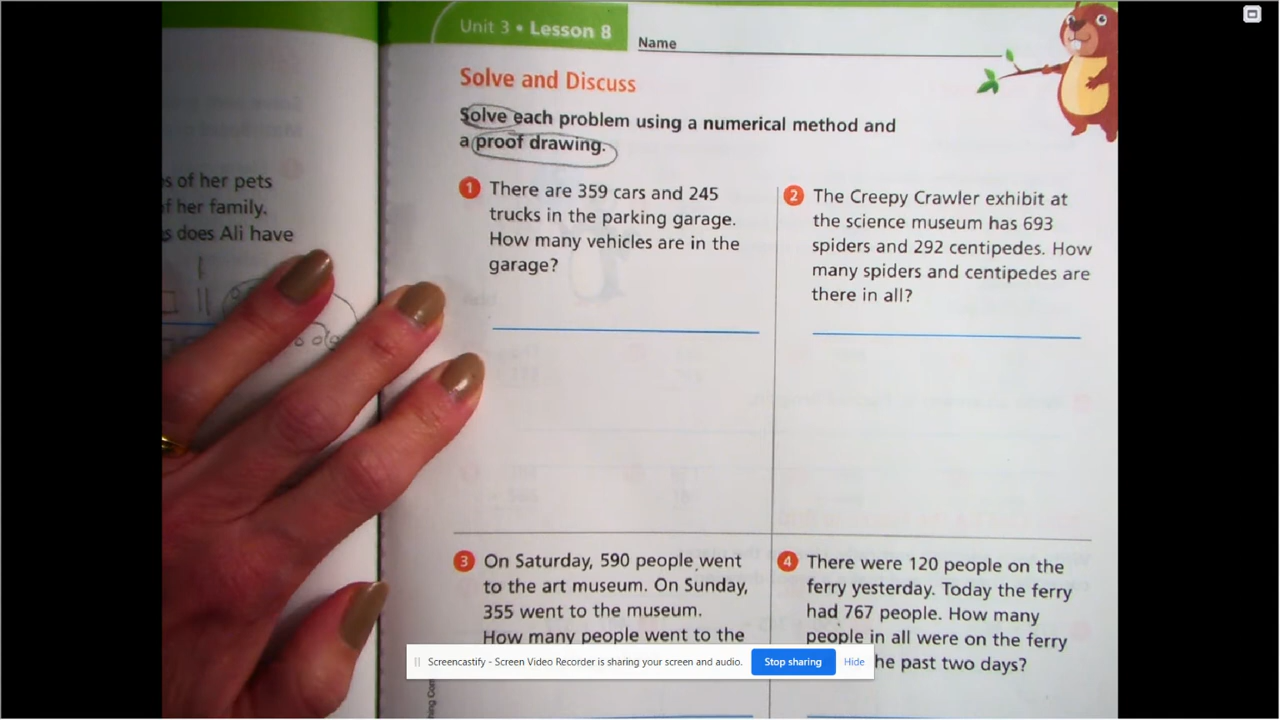 Unit 3 • Lesson 8
Name
Solve and Discuss
Solve each problem using a numerical method and
a proof drawing.
s of her pets
f her family.
s does Ali have
1 There are 359 cars and 245
trucks in the parking garage.
How many vehicles are in the
garage?
2 The Creepy Crawler exhibit at
the science museum has 693
spiders and 292 centipedes. How
many spiders and centipedes are
there in all?
3 On Saturday, 590 people went
to the art museum. On Sunday,
355 went to the museum.
How many people went to the
4 There were 120 people on the
ferry yesterday. Today the ferry
had 767 people. How many
people in all were on the ferry
he past two days?
Screencastify - Screen Video Recorder is sharing your screen and audio.
Stop sharing
Hide